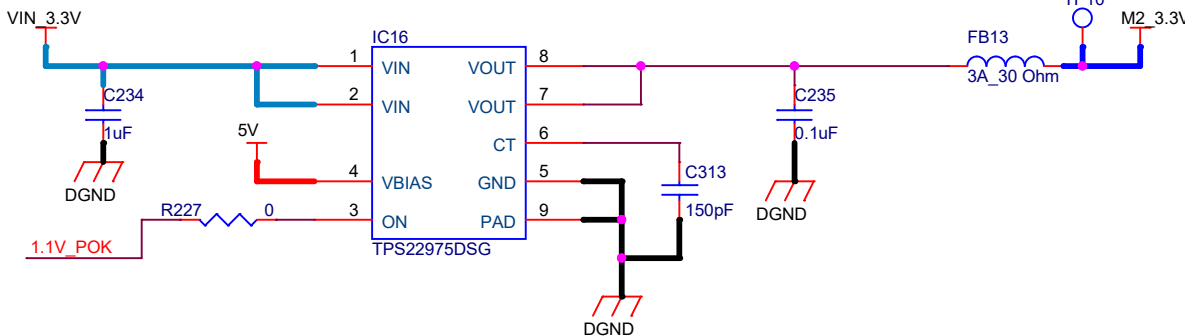 VIN_3.3V
M2_3.3V
IC16
FB13
1
VIN
VOUT
8
3A_30 Ohm
C234
C235
2
VIN
VOUT
7
1uF
5V
CT
6
0.1uF
DGND
C313
4
VBIAS
GND
5
150pF
DGND
R227
0
3
ON
PAD
9
1.1V_POK
TPS22975DSG
DGND